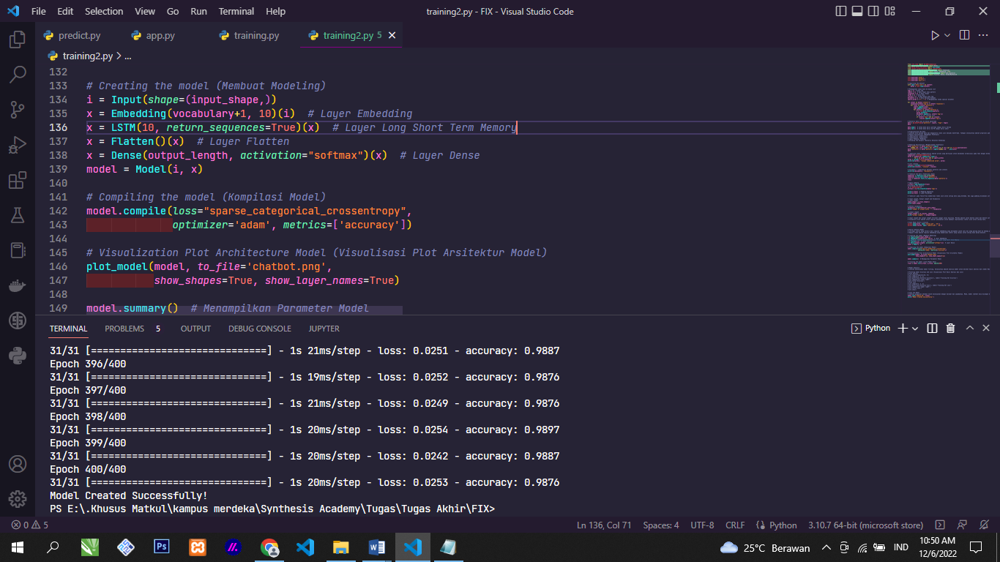 File Edit Selection View Go Run Terminal Help training2.py - FIX - Visual Studio Code
predict.py app.py training.py training2.py 5
training2.py > ...
132
133 # Creating the model (Membuat Modeling)
134 i = Input(shape=(input_shape,))
135 x = Embedding(vocabulary+1, 10)(i)  # Layer Embedding
136 x = LSTM(10, return_sequences=True)(x)  # Layer Long Short Term Memory
137 x = Flatten()(x)  # Layer Flatten
138 x = Dense(output_length, activation="softmax")(x)  # Layer Dense
139 model = Model(i, x)
140
141 # Compiling the model (Kompilasi Model)
142 model.compile(loss="sparse_categorical_crossentropy",
143 optimizer='adam', metrics=['accuracy'])
144
145 # Visualization Plot Architecture Model (Visualisasi Plot Arsitektur Model)
146 plot_model(model, to_file='chatbot.png',
147 show_shapes=True, show_layer_names=True)
148
149 model.summary()  # Menampilkan Parameter Model
TERMINAL PROBLEMS 5 OUTPUT DEBUG CONSOLE JUPYTER Python
31/31 [==============================] - 1s 21ms/step - loss: 0.0251 - accuracy: 0.9887
Epoch 396/400
31/31 [==============================] - 1s 19ms/step - loss: 0.0252 - accuracy: 0.9876
Epoch 397/400
31/31 [==============================] - 1s 21ms/step - loss: 0.0249 - accuracy: 0.9876
Epoch 398/400
31/31 [==============================] - 1s 20ms/step - loss: 0.0254 - accuracy: 0.9897
Epoch 399/400
31/31 [==============================] - 1s 20ms/step - loss: 0.0242 - accuracy: 0.9887
Epoch 400/400
31/31 [==============================] - 1s 20ms/step - loss: 0.0253 - accuracy: 0.9876
Model Created Successfully!
PS E:\.Khusus Matkul\kampus merdeka\Synthesis Academy\Tugas\Tugas Akhir\FIX>
0 5 Ln 136, Col 71 Spaces: 4 UTF-8 CRLF Python 3.10.7 64-bit (microsoft store)
Ps 25°C Berawan IND 10:50 AM
12/6/2022